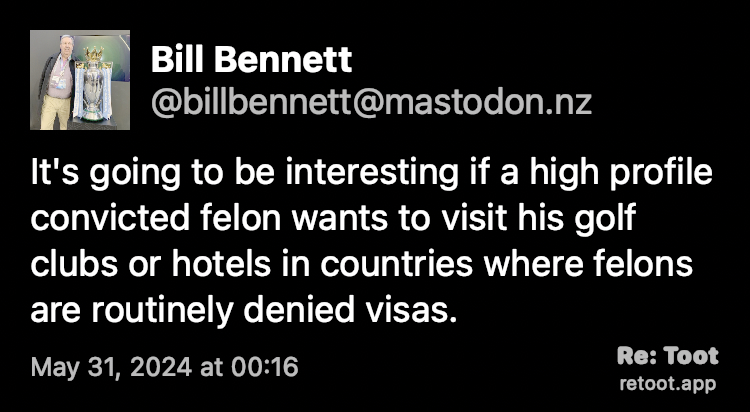 Bill Bennett
@billbennett@mastodon.nz
It's going to be interesting if a high profile
convicted felon wants to visit his golf
clubs or hotels in countries where felons
are routinely denied visas.
May 31, 2024 at 00:16
Re: Toot
retoot.app